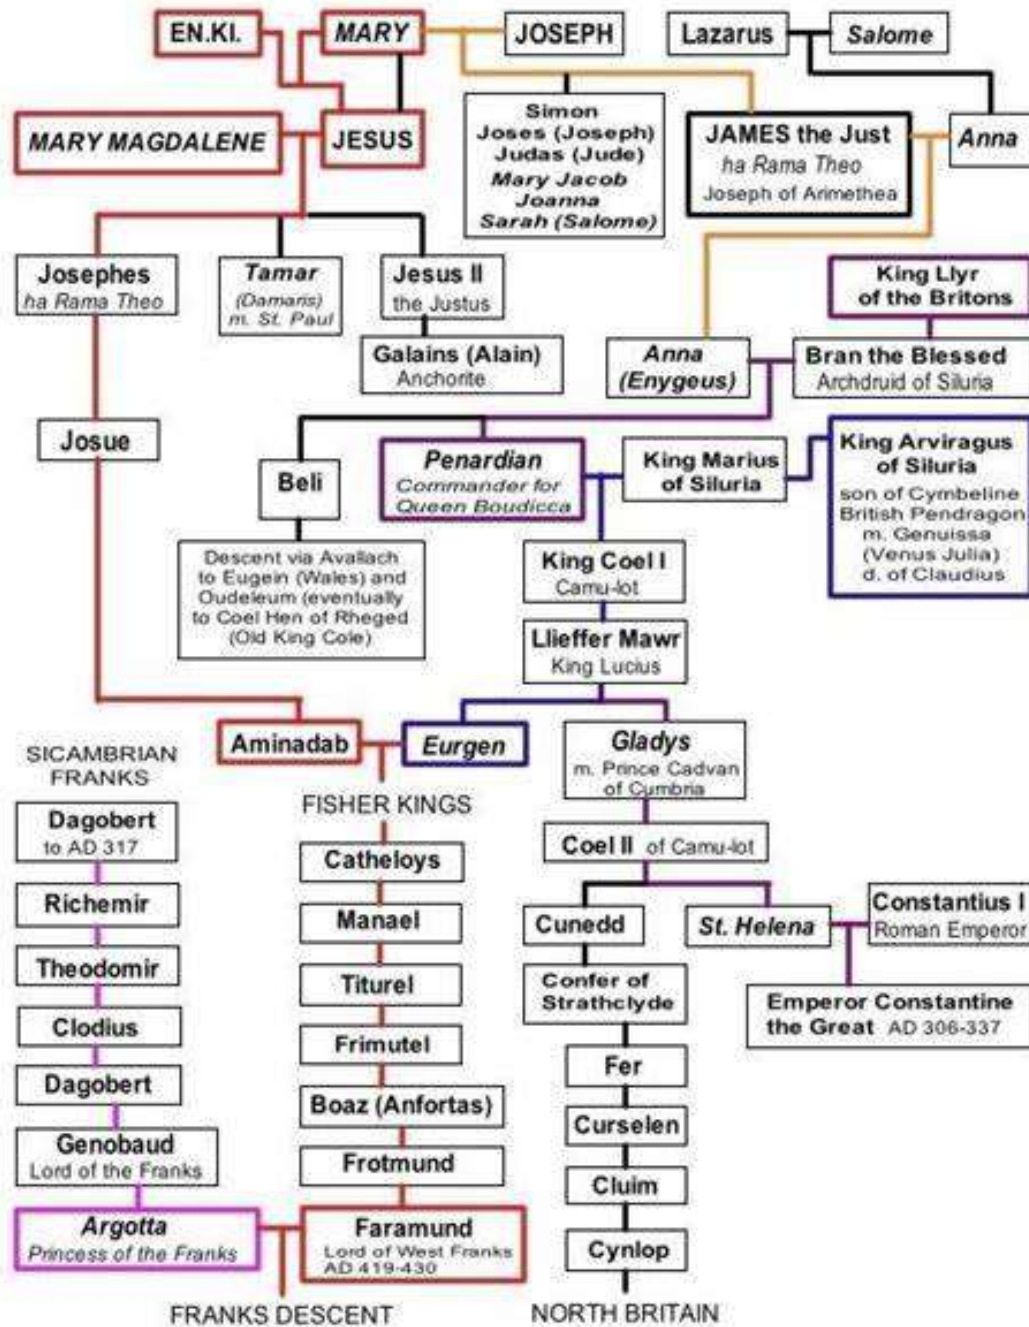 EN.KI.
MARY
JOSEPH
Lazarus
Salome
MARY MAGDALENE
JESUS
Simon
Joses (Joseph)
Judas (Jude)
Mary Jacob
Joanna
Sarah (Salome)
JAMES the Just
ha Rama Theo
Joseph of Arimethea
Anna
Josephes
ha Rama Theo
Tamar
(Damaris)
m. St. Paul
Jesus II
the Justus
King Llyr
of the Britons
Galains (Alain)
Anchorite
Anna
(Enygeus)
Bran the Blessed
Archdruid of Siluria
Josue
Beli
Penardian
Commander for
Queen Boudicca
King Marius
of Siluria
King Arviragus
of Siluria
son of Cymbeline
British Pendragon
m. Genuissa
(Venus Julia)
d. of Claudius
Descent via Avallach
to Eugein (Wales) and
Oudeleum (eventually
to Coel Hen of Rheged
(Old King Cole)
King Coel I
Camu-lot
Llieffer Mawr
King Lucius
Aminadab
Eurgen
Gladys
m. Prince Cadvan
of Cumbria
SICAMBRIAN
FRANKS
FISHER KINGS
Dagobert
to AD 317
Catheloys
Coel II of Camu-lot
Richemir
Manael
Cunedd
St. Helena
Constantius I
Roman Emperor
Theodomir
Titurel
Confer of
Strathclyde
Emperor Constantine
the Great AD 306-337
Clodius
Frimutel
Fer
Dagobert
Boaz (Anfortas)
Curselen
Genobaud
Lord of the Franks
Frotmund
Cluim
Argotta
Princess of the Franks
Faramund
Lord of West Franks
AD 419-430
Cynlop
FRANKS DESCENT
NORTH BRITAIN